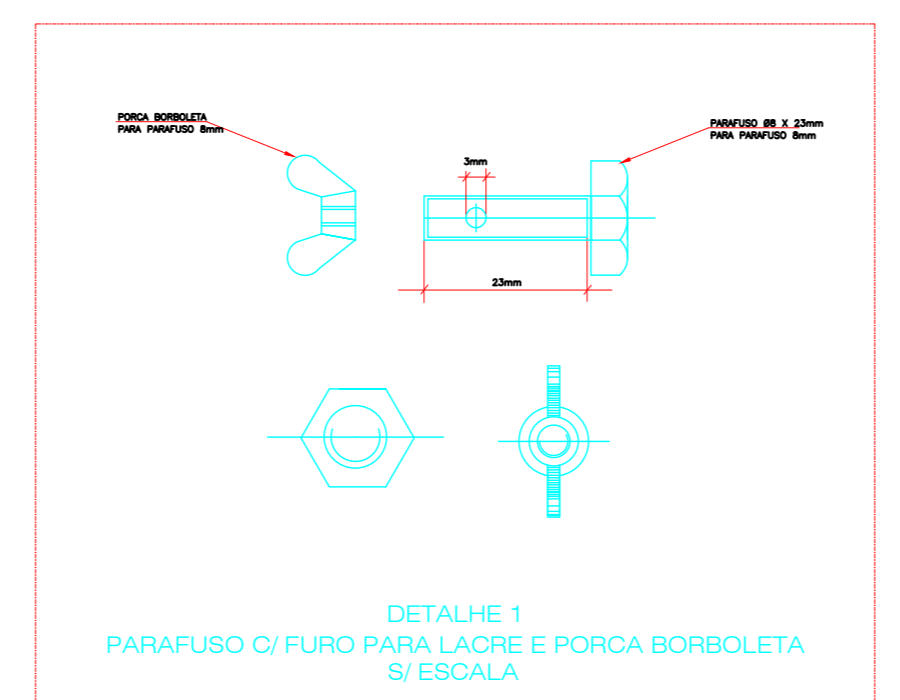 PORCA BORBOLETA
PARA PARAFUSO 8mm
PARAFUSO Ø8 X 23mm
PARA PARAFUSO 8mm
3mm
23mm
DETALHE 1
PARAFUSO C/ FURO PARA LACRE E PORCA BORBOLETA
S/ ESCALA